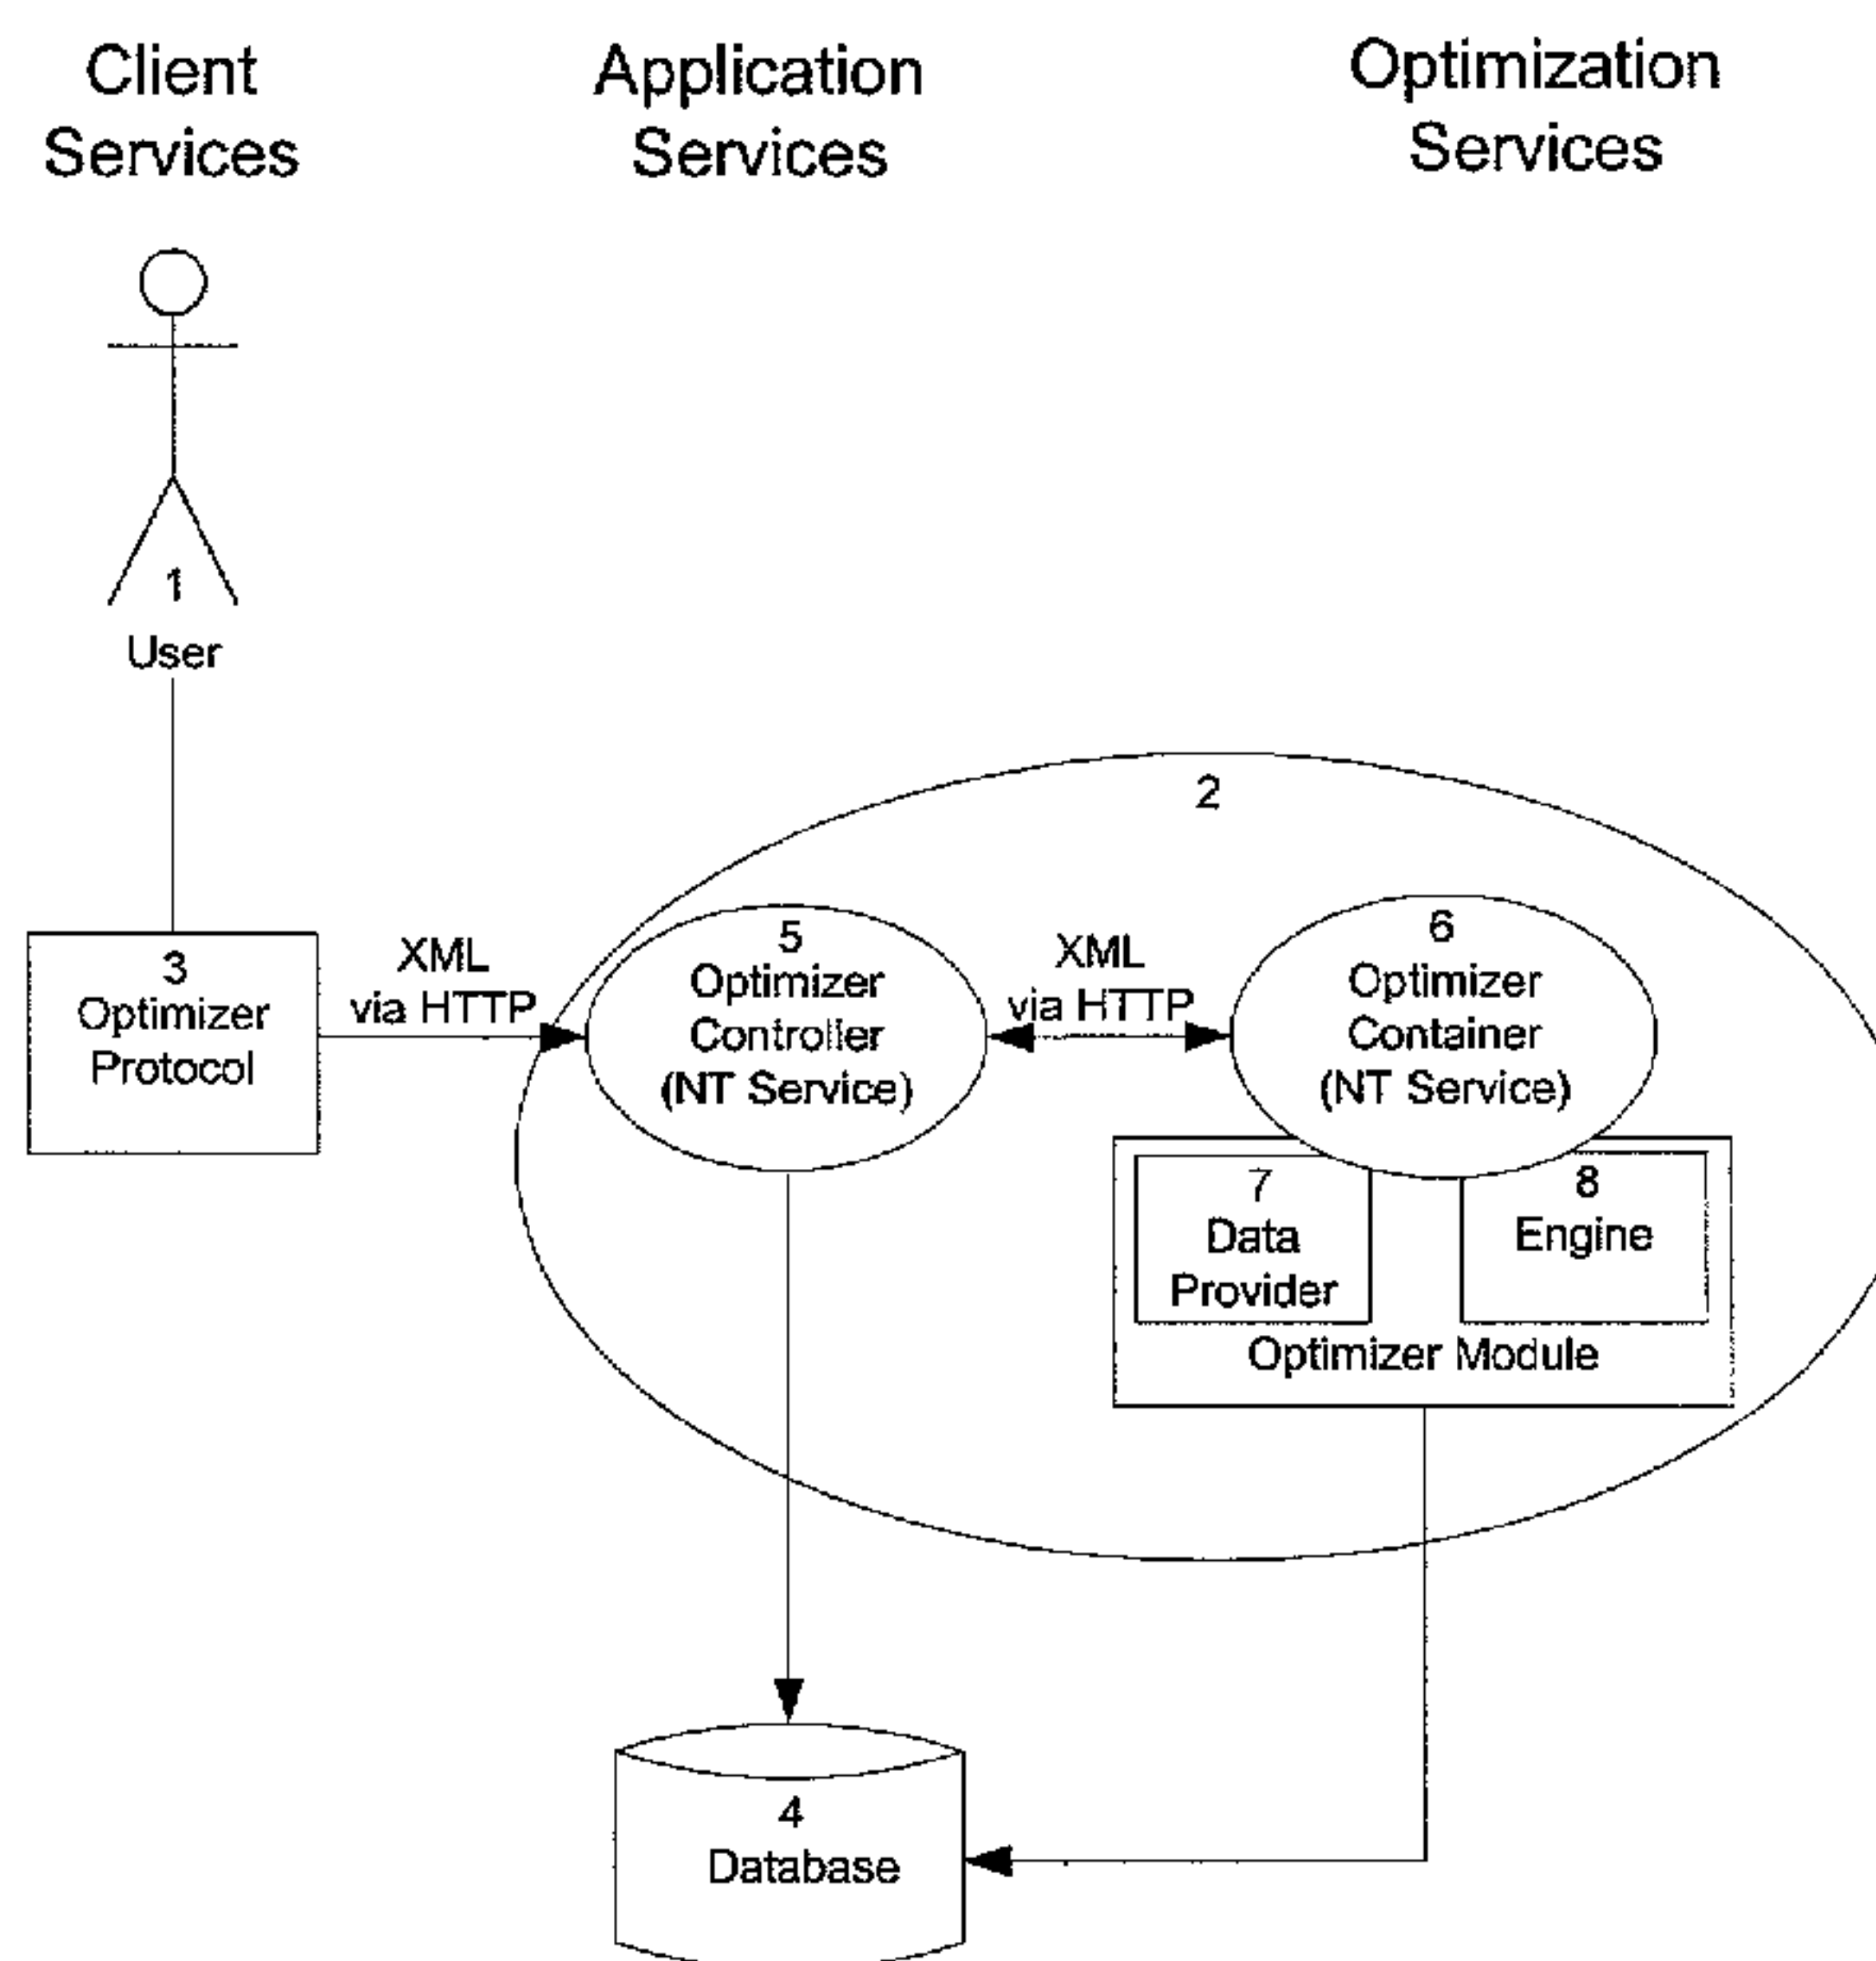 Client
Services
Application
Services
Optimization
Services
1
User
2
3
Optimizer
Protocol
XML
via HTTP
5
Optimizer
Controller
(NT Service)
XML
via HTTP
6
Optimizer
Container
(NT Service)
7
Data
Provider
8
Engine
Optimizer Module
4
Database